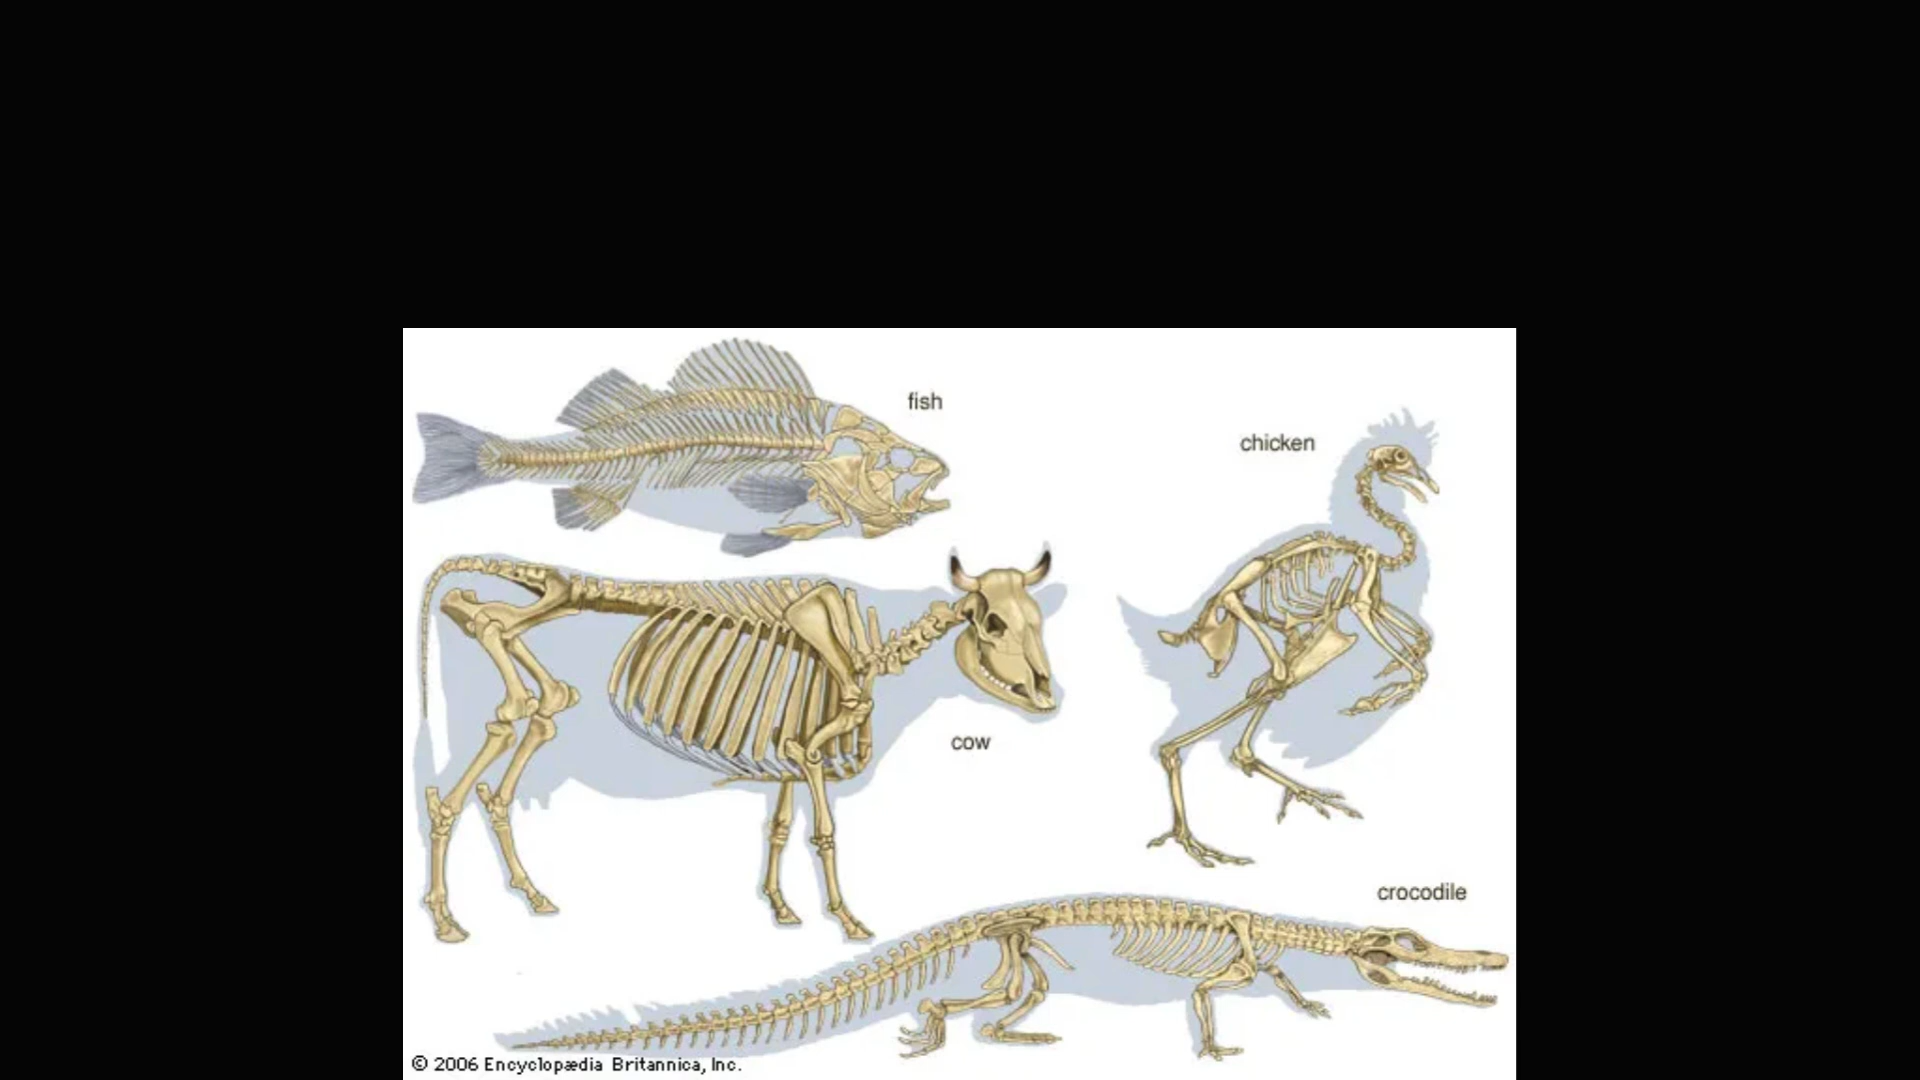 fish
chicken
cow
crocodile
© 2006 Encyclopædia Britannica, Inc.